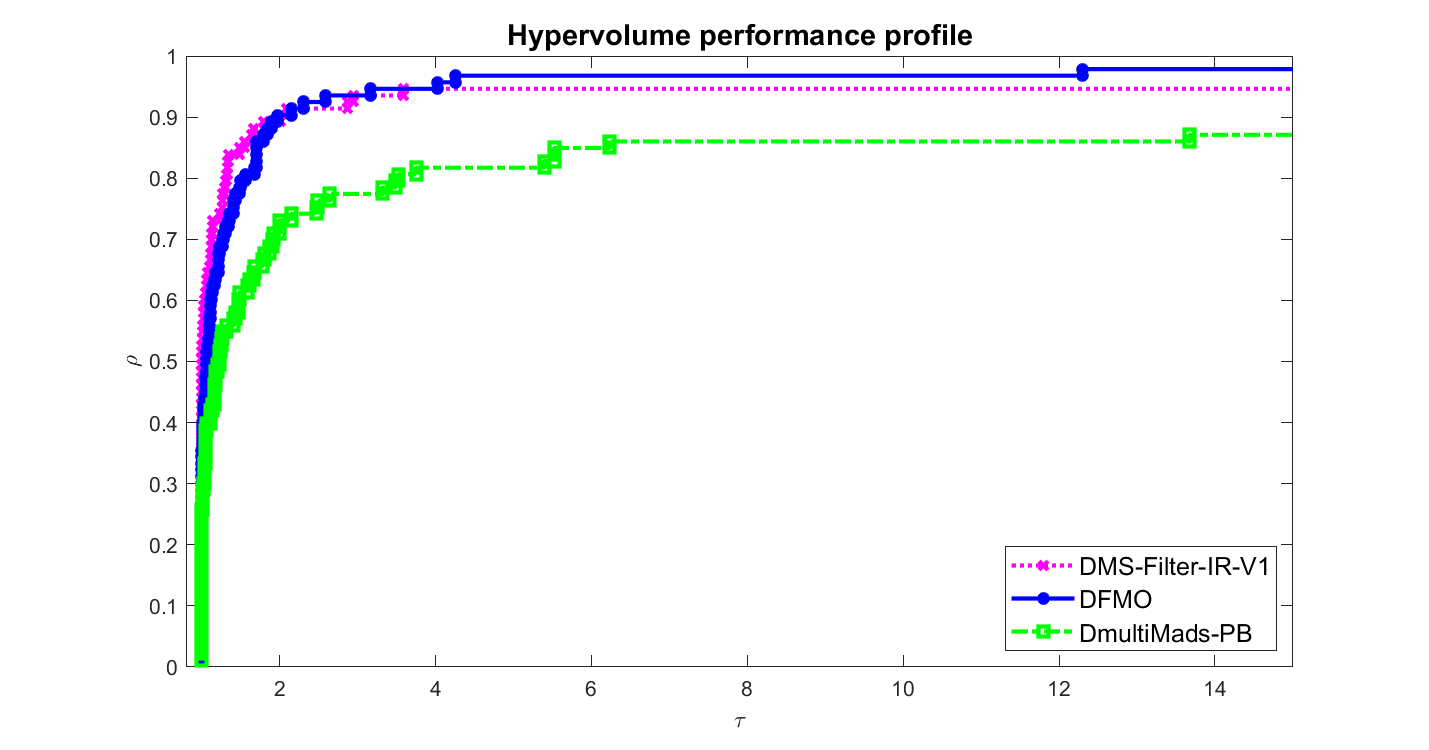 Hypervolume performance profile
1
0.9
0.8
0.7
0.6
0.5
0.4
0.3
0.2
0.1
0
ρ
2 4 6 8 10 12 14
τ
DMS-Filter-IR-V1
DFMO
DmultiMads-PB